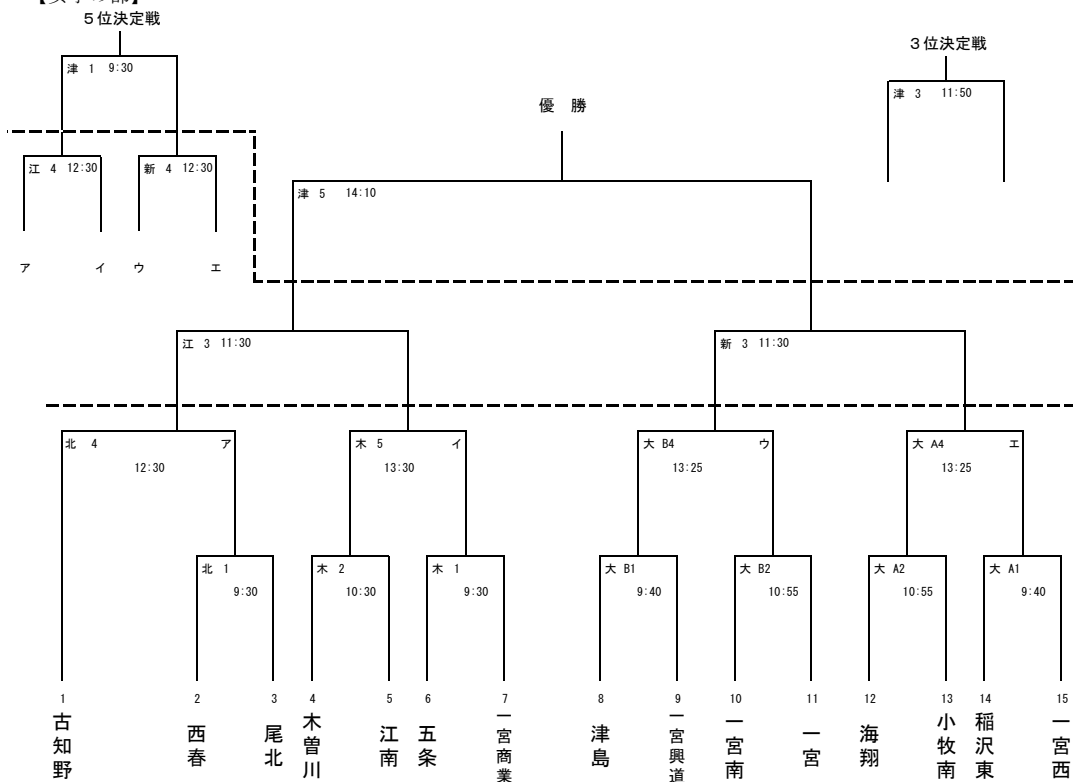 【女子の部】
5位決定戦
津 1 9:30
3位決定戦
津 3 11:50
優 勝
江 4 12:30
新 4 12:30
津 5 14:10
ア イ ウ エ
江 3 11:30
新 3 11:30
北 4 ア
12:30
木 5 イ
13:30
大 B4 ウ
13:25
大 A4 エ
13:25
北 1
9:30
木 2
10:30
木 1
9:30
大 B1
9:40
大 B2
10:55
大 A2
10:55
大 A1
9:40
1 2 3 4 5 6 7 8 9 10 11 12 13 14 15
古知野
西春
尾北
木曽川
江南
五条
一宮商業
津島
一宮興道
一宮南
一宮
海翔
小牧南
稲沢東
一宮西